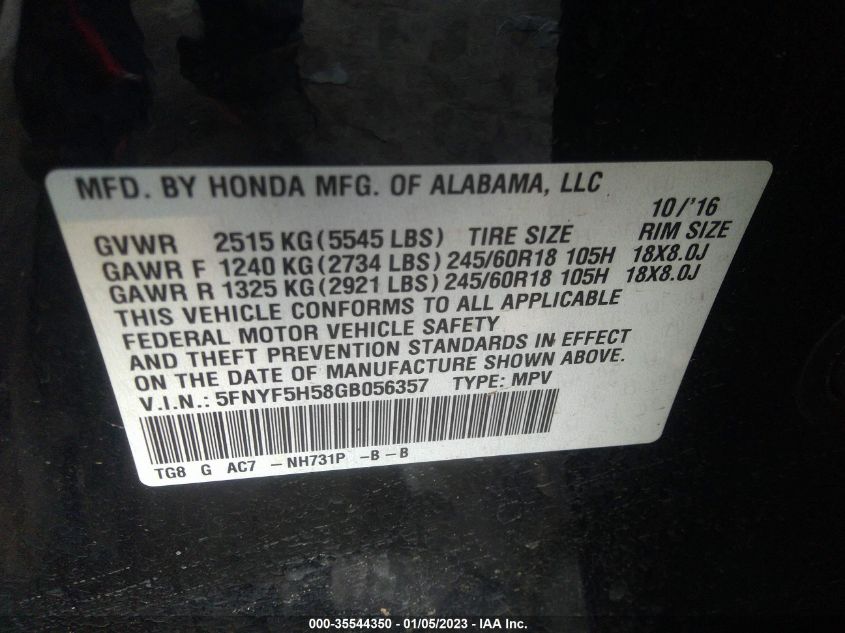 MFD. BY HONDA MFG. OF ALABAMA, LLC
10/'16
GVWR 2515 KG (5545 LBS) TIRE SIZE RIM SIZE
GAWR F 1240 KG (2734 LBS) 245/60R18 105H 18X8.0J
GAWR R 1325 KG (2921 LBS) 245/60R18 105H 18X8.0J
THIS VEHICLE CONFORMS TO ALL APPLICABLE
FEDERAL MOTOR VEHICLE SAFETY
AND THEFT PREVENTION STANDARDS IN EFFECT
ON THE DATE OF MANUFACTURE SHOWN ABOVE.
V.I.N.: 5FNYF5H58GB056357 TYPE: MPV
TG8 G AC7 -NH731P -B -B
000-35544350 - 01/05/2023 - IAA Inc.